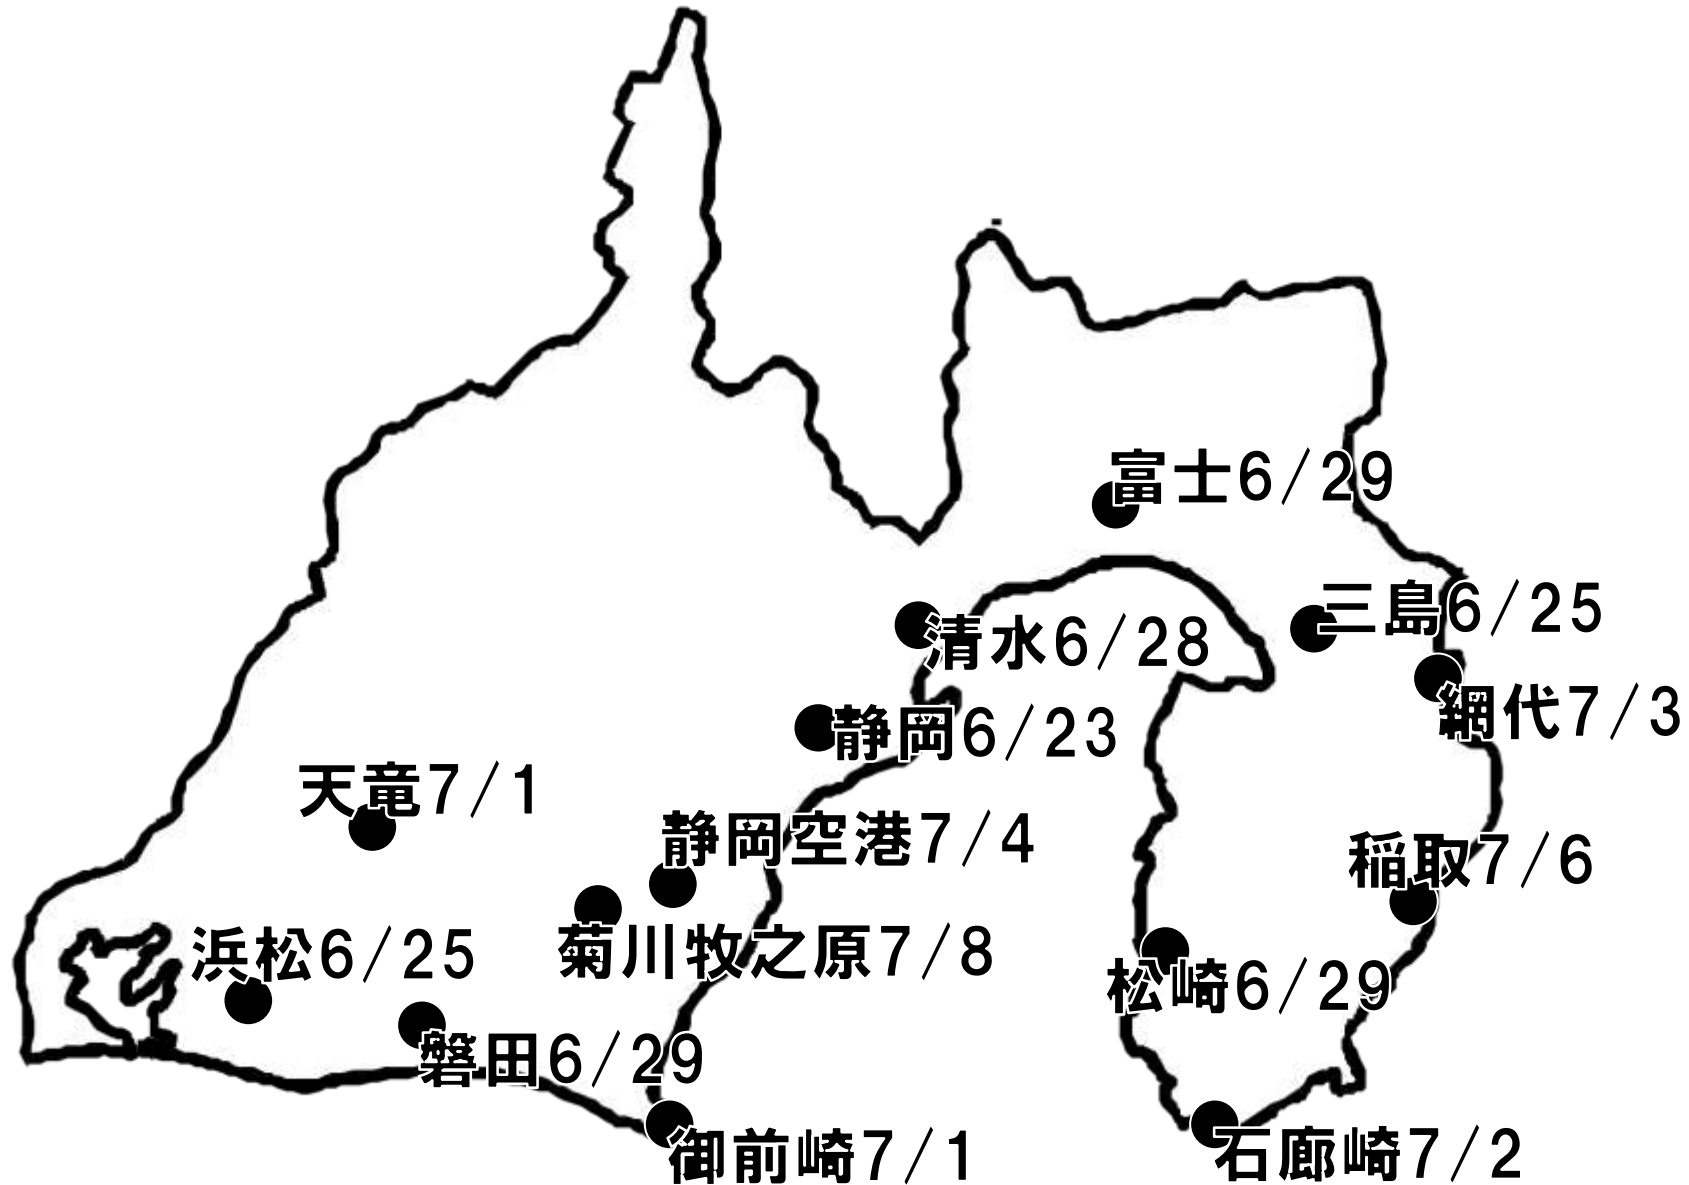 富士6/29
三島6/25
清水6/28
網代7/3
静岡6/23
天竜7/1
静岡空港7/4
稲取7/6
浜松6/25
菊川牧之原7/8
松崎6/29
磐田6/29
御前崎7/1
石廊崎7/2